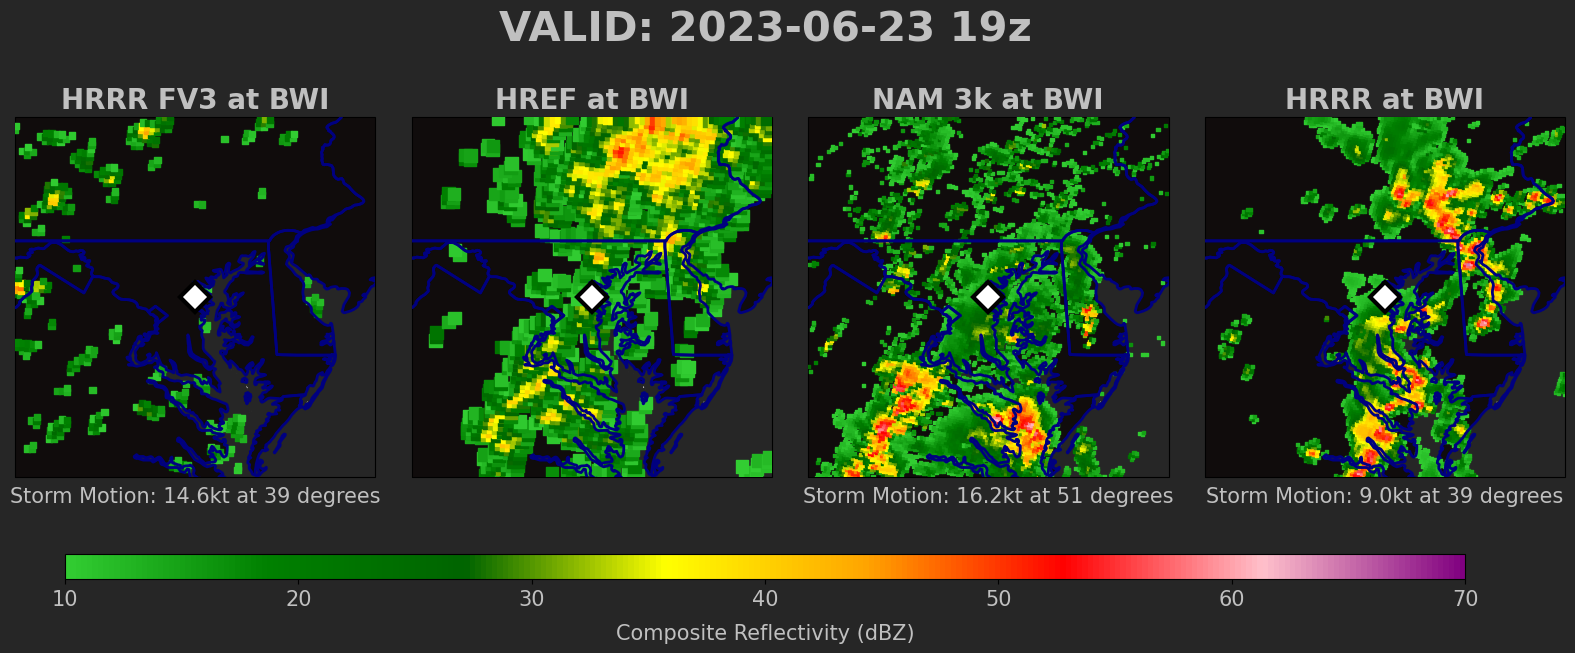 VALID: 2023-06-23 19z
HRRR FV3 at BWI
HREF at BWI
NAM 3k at BWI
HRRR at BWI
Storm Motion: 14.6kt at 39 degrees
Storm Motion: 16.2kt at 51 degrees
Storm Motion: 9.0kt at 39 degrees
10 20 30 40 50 60 70
Composite Reflectivity (dBZ)